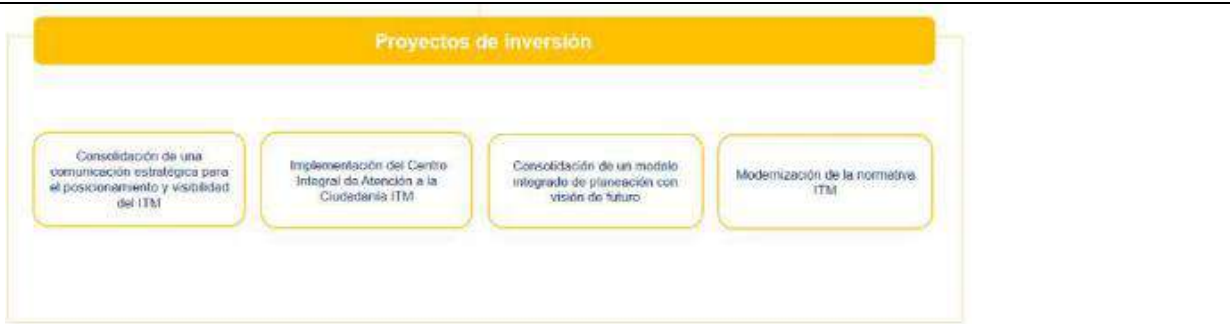 Proyectos de inversión
Consolidación de una
comunicación estratégica para
el posicionamiento y visibilidad
del ITM
Implementación del Centro
Integral de Atención a la
Ciudadanía ITM
Consolidación de un modelo
integrado de planeación con
visión de futuro
Modernización de la normativa
ITM